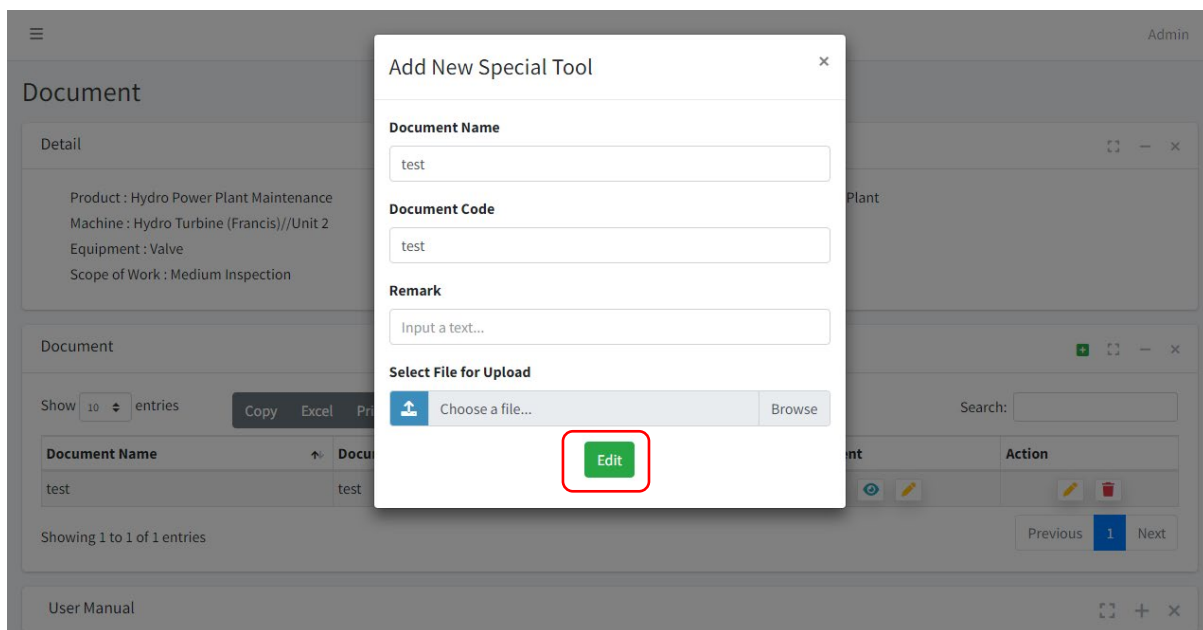 Admin
Add New Special Tool
Document
Document Name
Detail
test
Product : Hydro Power Plant Maintenance
Plant
Document Code
Machine : Hydro Turbine (Francis)//Unit 2
test
Equipment : Valve
Scope of Work : Medium Inspection
Remark
Input a text...
Document
Select File for Upload
Show 10 entries
Copy Excel
Choose a file... Browse
Search:
Edit
Document Name
Action
test test
Showing 1 to 1 of 1 entries
Previous 1 Next
User Manual